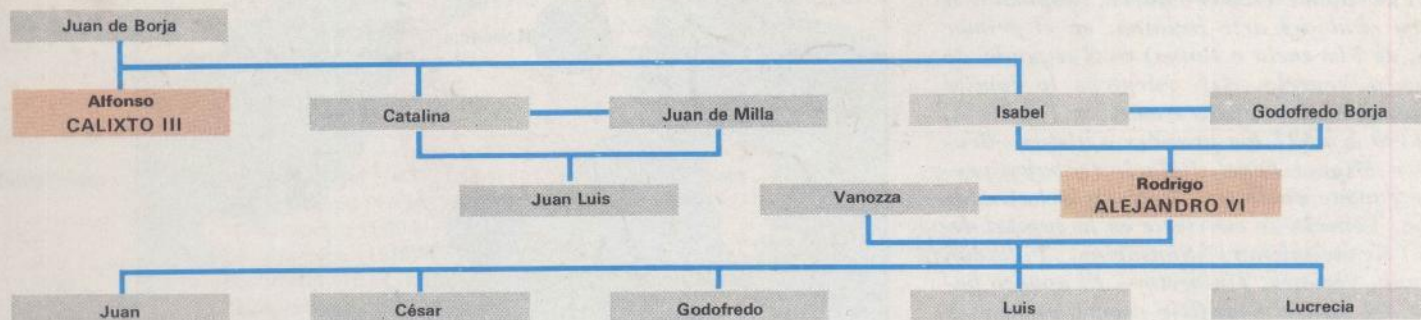 Juan de Borja
Alfonso
CALIXTO III
Catalina
Juan de Milla
Isabel
Godofredo Borja
Juan Luis
Vanozza
Rodrigo
ALEJANDRO VI
Juan
César
Godofredo
Luis
Lucrecia